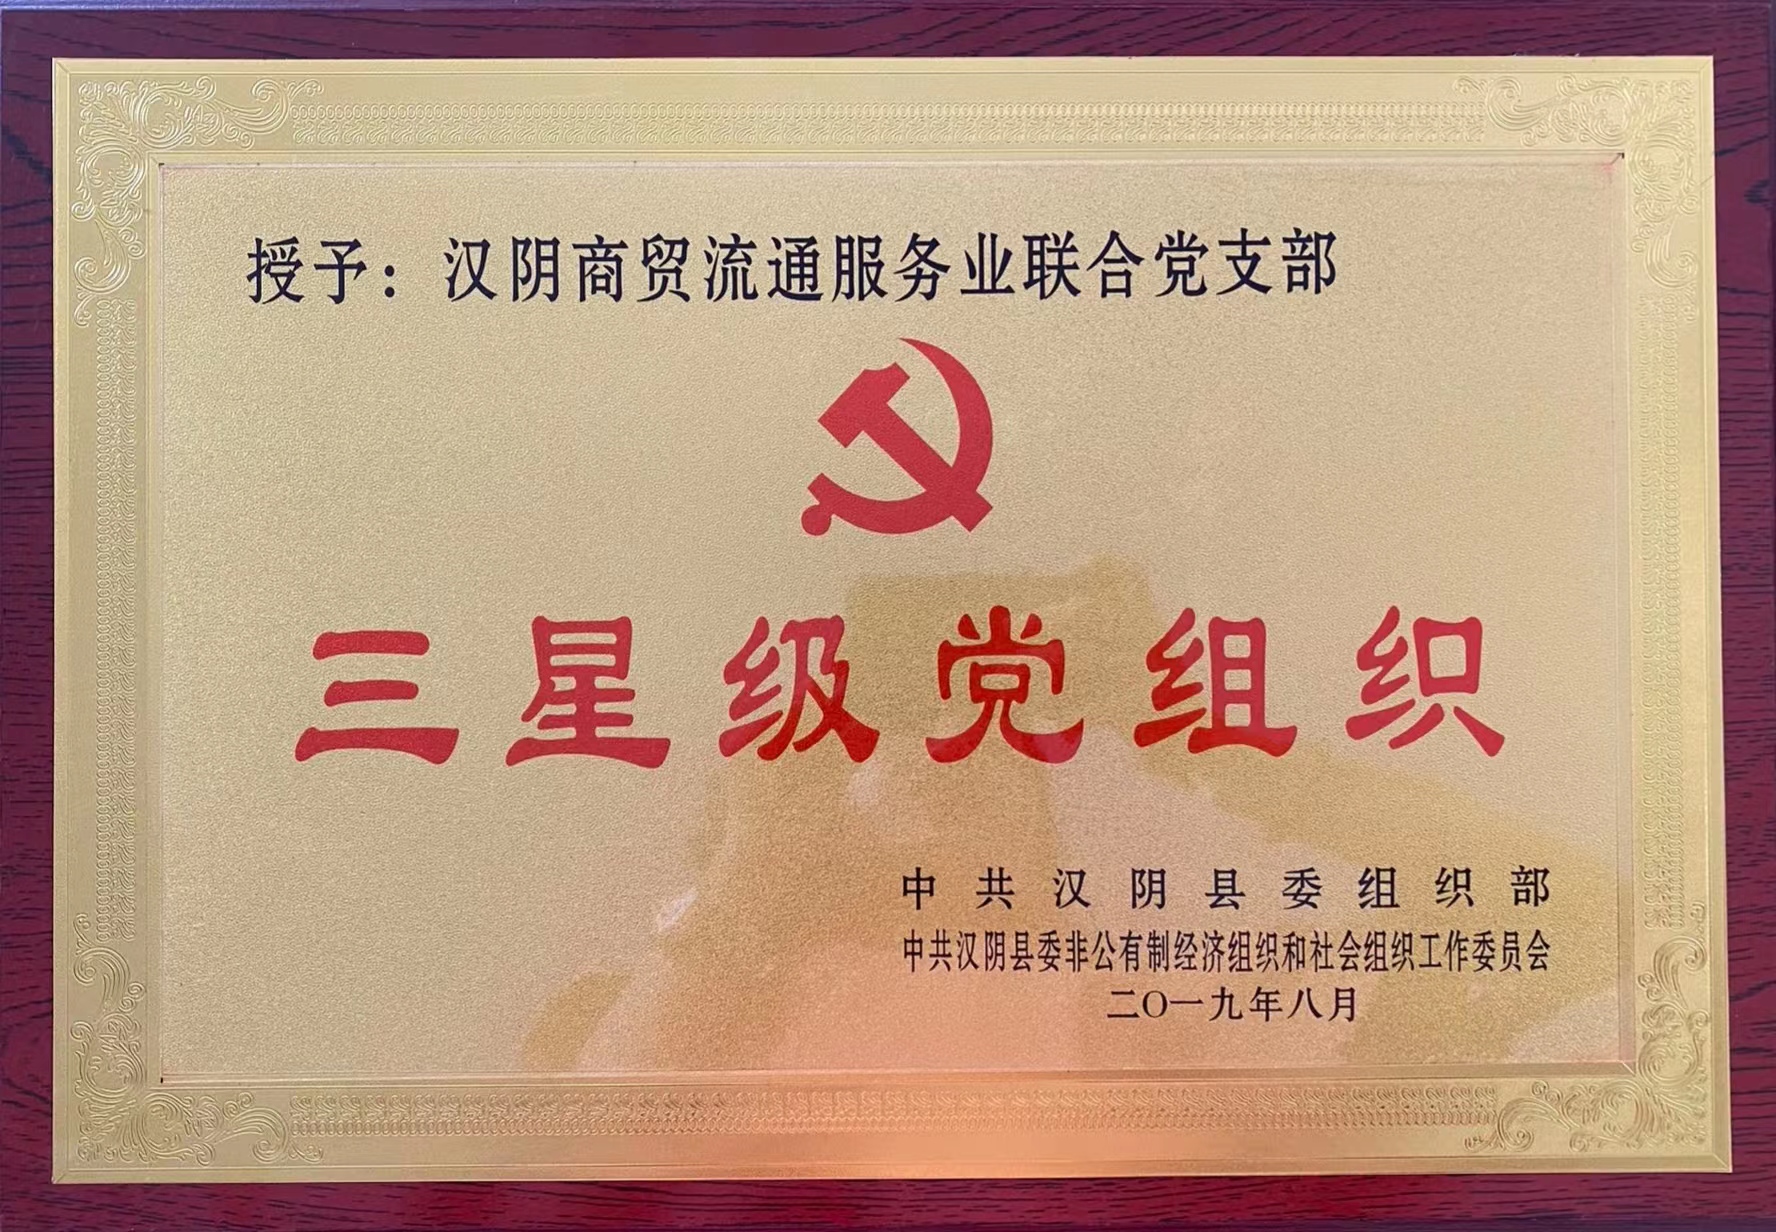 授予：汉阴商贸流通服务业联合党支部
三星级党组织
中共汉阴县委组织部
中共汉阴县委非公有制经济组织和社会组织工作委员会
二〇一九年八月